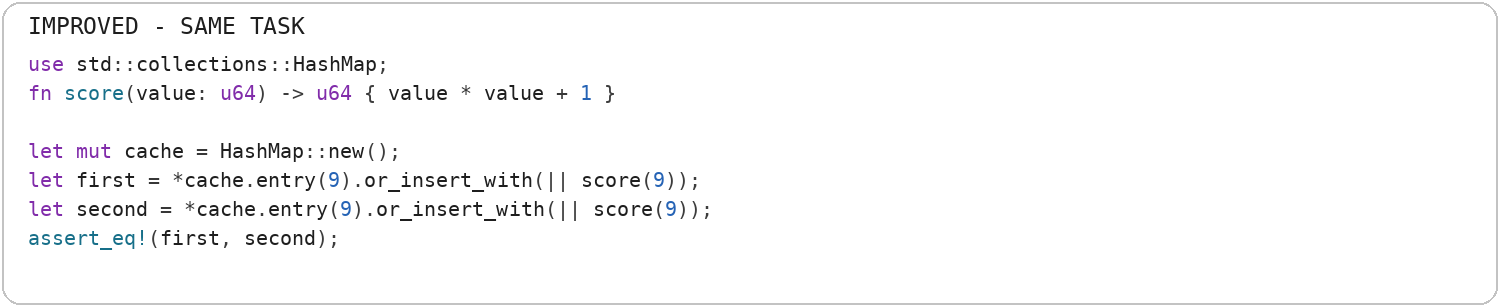 IMPROVED - SAME TASK
use std::collections::HashMap;
fn score(value: u64) -> u64 { value * value + 1 }
let mut cache = HashMap::new();
let first = *cache.entry(9).or_insert_with(|| score(9));
let second = *cache.entry(9).or_insert_with(|| score(9));
assert_eq!(first, second);